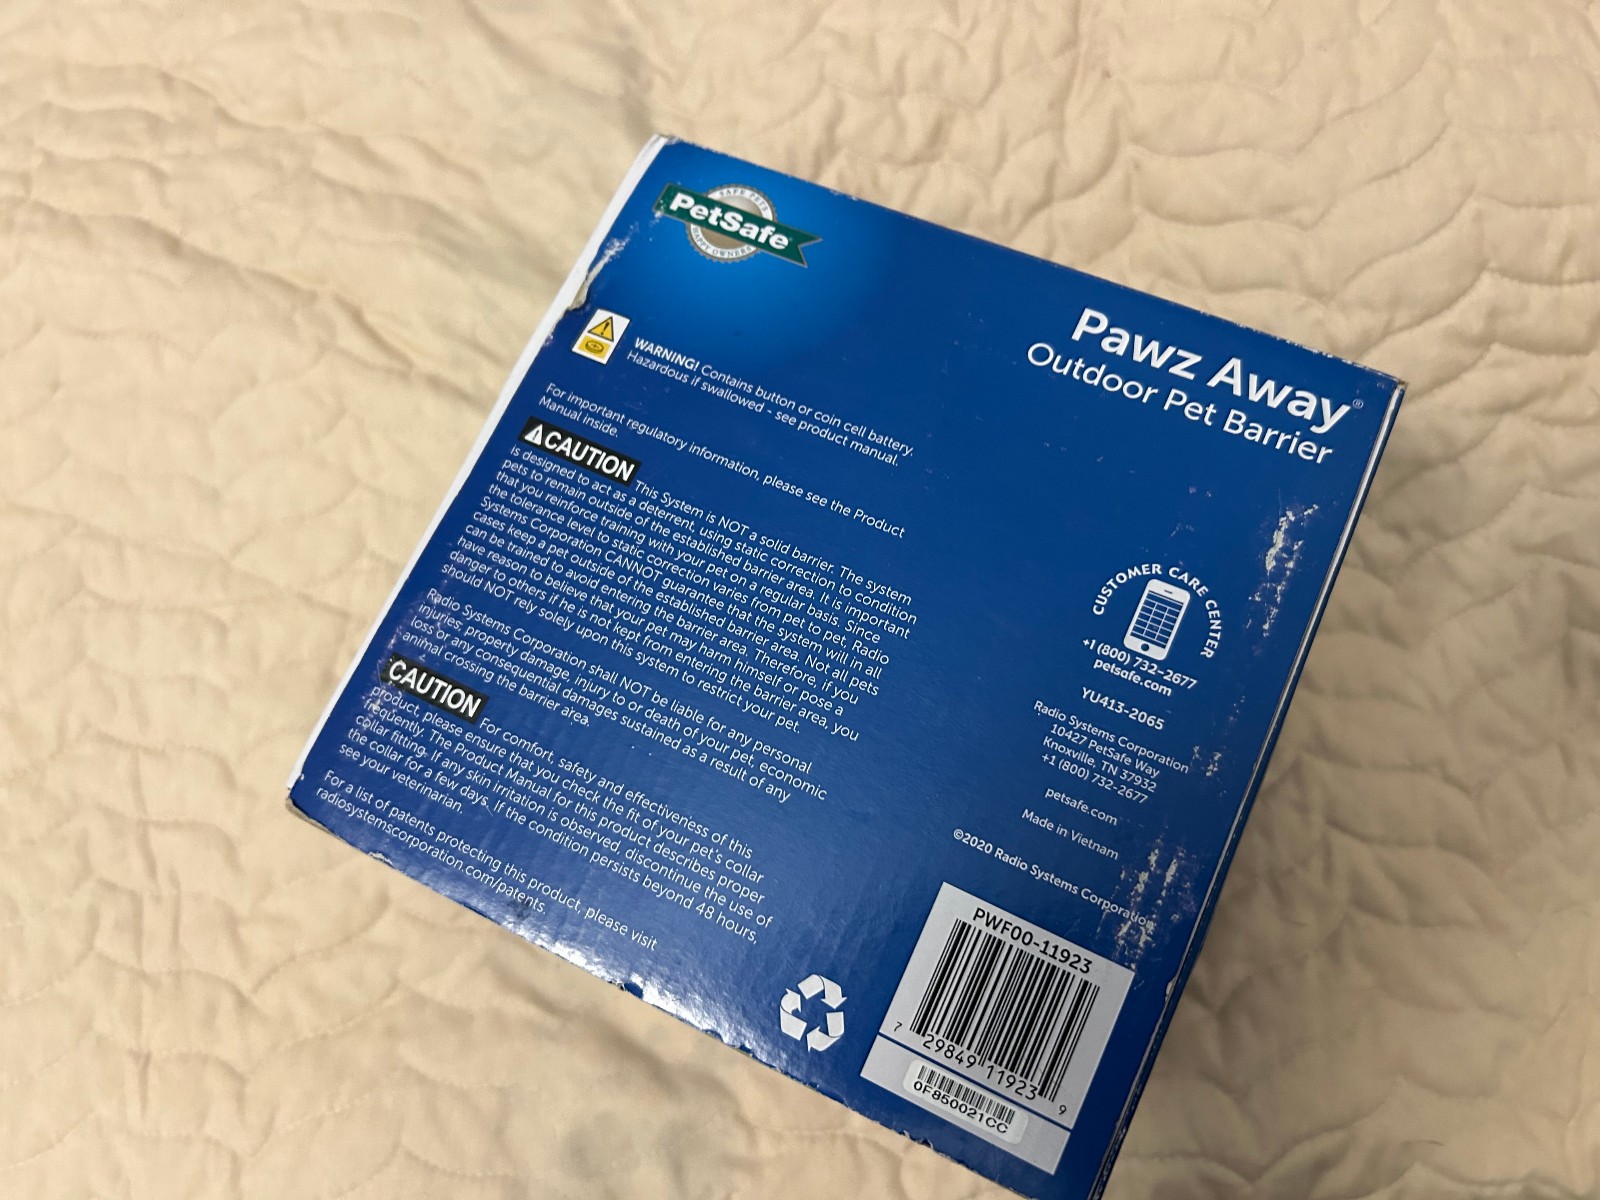 SAFE PETS
PetSafe
HAPPY OWNERS
Pawz Away®
Outdoor Pet Barrier
WARNING! Contains button or coin cell battery.
Hazardous if swallowed - see product manual.
For important regulatory information, please see the Product
Manual inside.
CAUTION This System is NOT a solid barrier. The system
is designed to act as a deterrent, using static correction to condition
pets to remain outside of the established barrier area. It is important
that you reinforce training with your pet on a regular basis. Since
the tolerance level to static correction varies from pet to pet, Radio
Systems Corporation CANNOT guarantee that the system will in all
cases keep a pet outside of the established barrier area. Not all pets
can be trained to avoid entering the barrier area. Therefore, if you
have reason to believe that your pet may harm himself or pose a
danger to others if he is not kept from entering the barrier area, you
should NOT rely solely upon this system to restrict your pet.
Radio Systems Corporation shall NOT be liable for any personal
injuries, property damage, injury to or death of your pet, economic
loss or any consequential damages sustained as a result of any
animal crossing the barrier area.
CAUTION For comfort, safety and effectiveness of this
product, please ensure that you check the fit of your pet's collar
frequently. The Product Manual for this product describes proper
collar fitting. If any skin irritation is observed, discontinue the use of
the collar for a few days. If the condition persists beyond 48 hours,
see your veterinarian.
For a list of patents protecting this product, please visit
radiosystemscorporation.com/patents.
CUSTOMER CARE CENTER
+1 (800) 732-2677
petsafe.com
YU413-2065
Radio Systems Corporation
10427 PetSafe Way
Knoxville, TN 37932
+1 (800) 732-2677
petsafe.com
Made in Vietnam
©2020 Radio Systems Corporation
PWF00-11923
7 29849 11923 9
0F850021CC